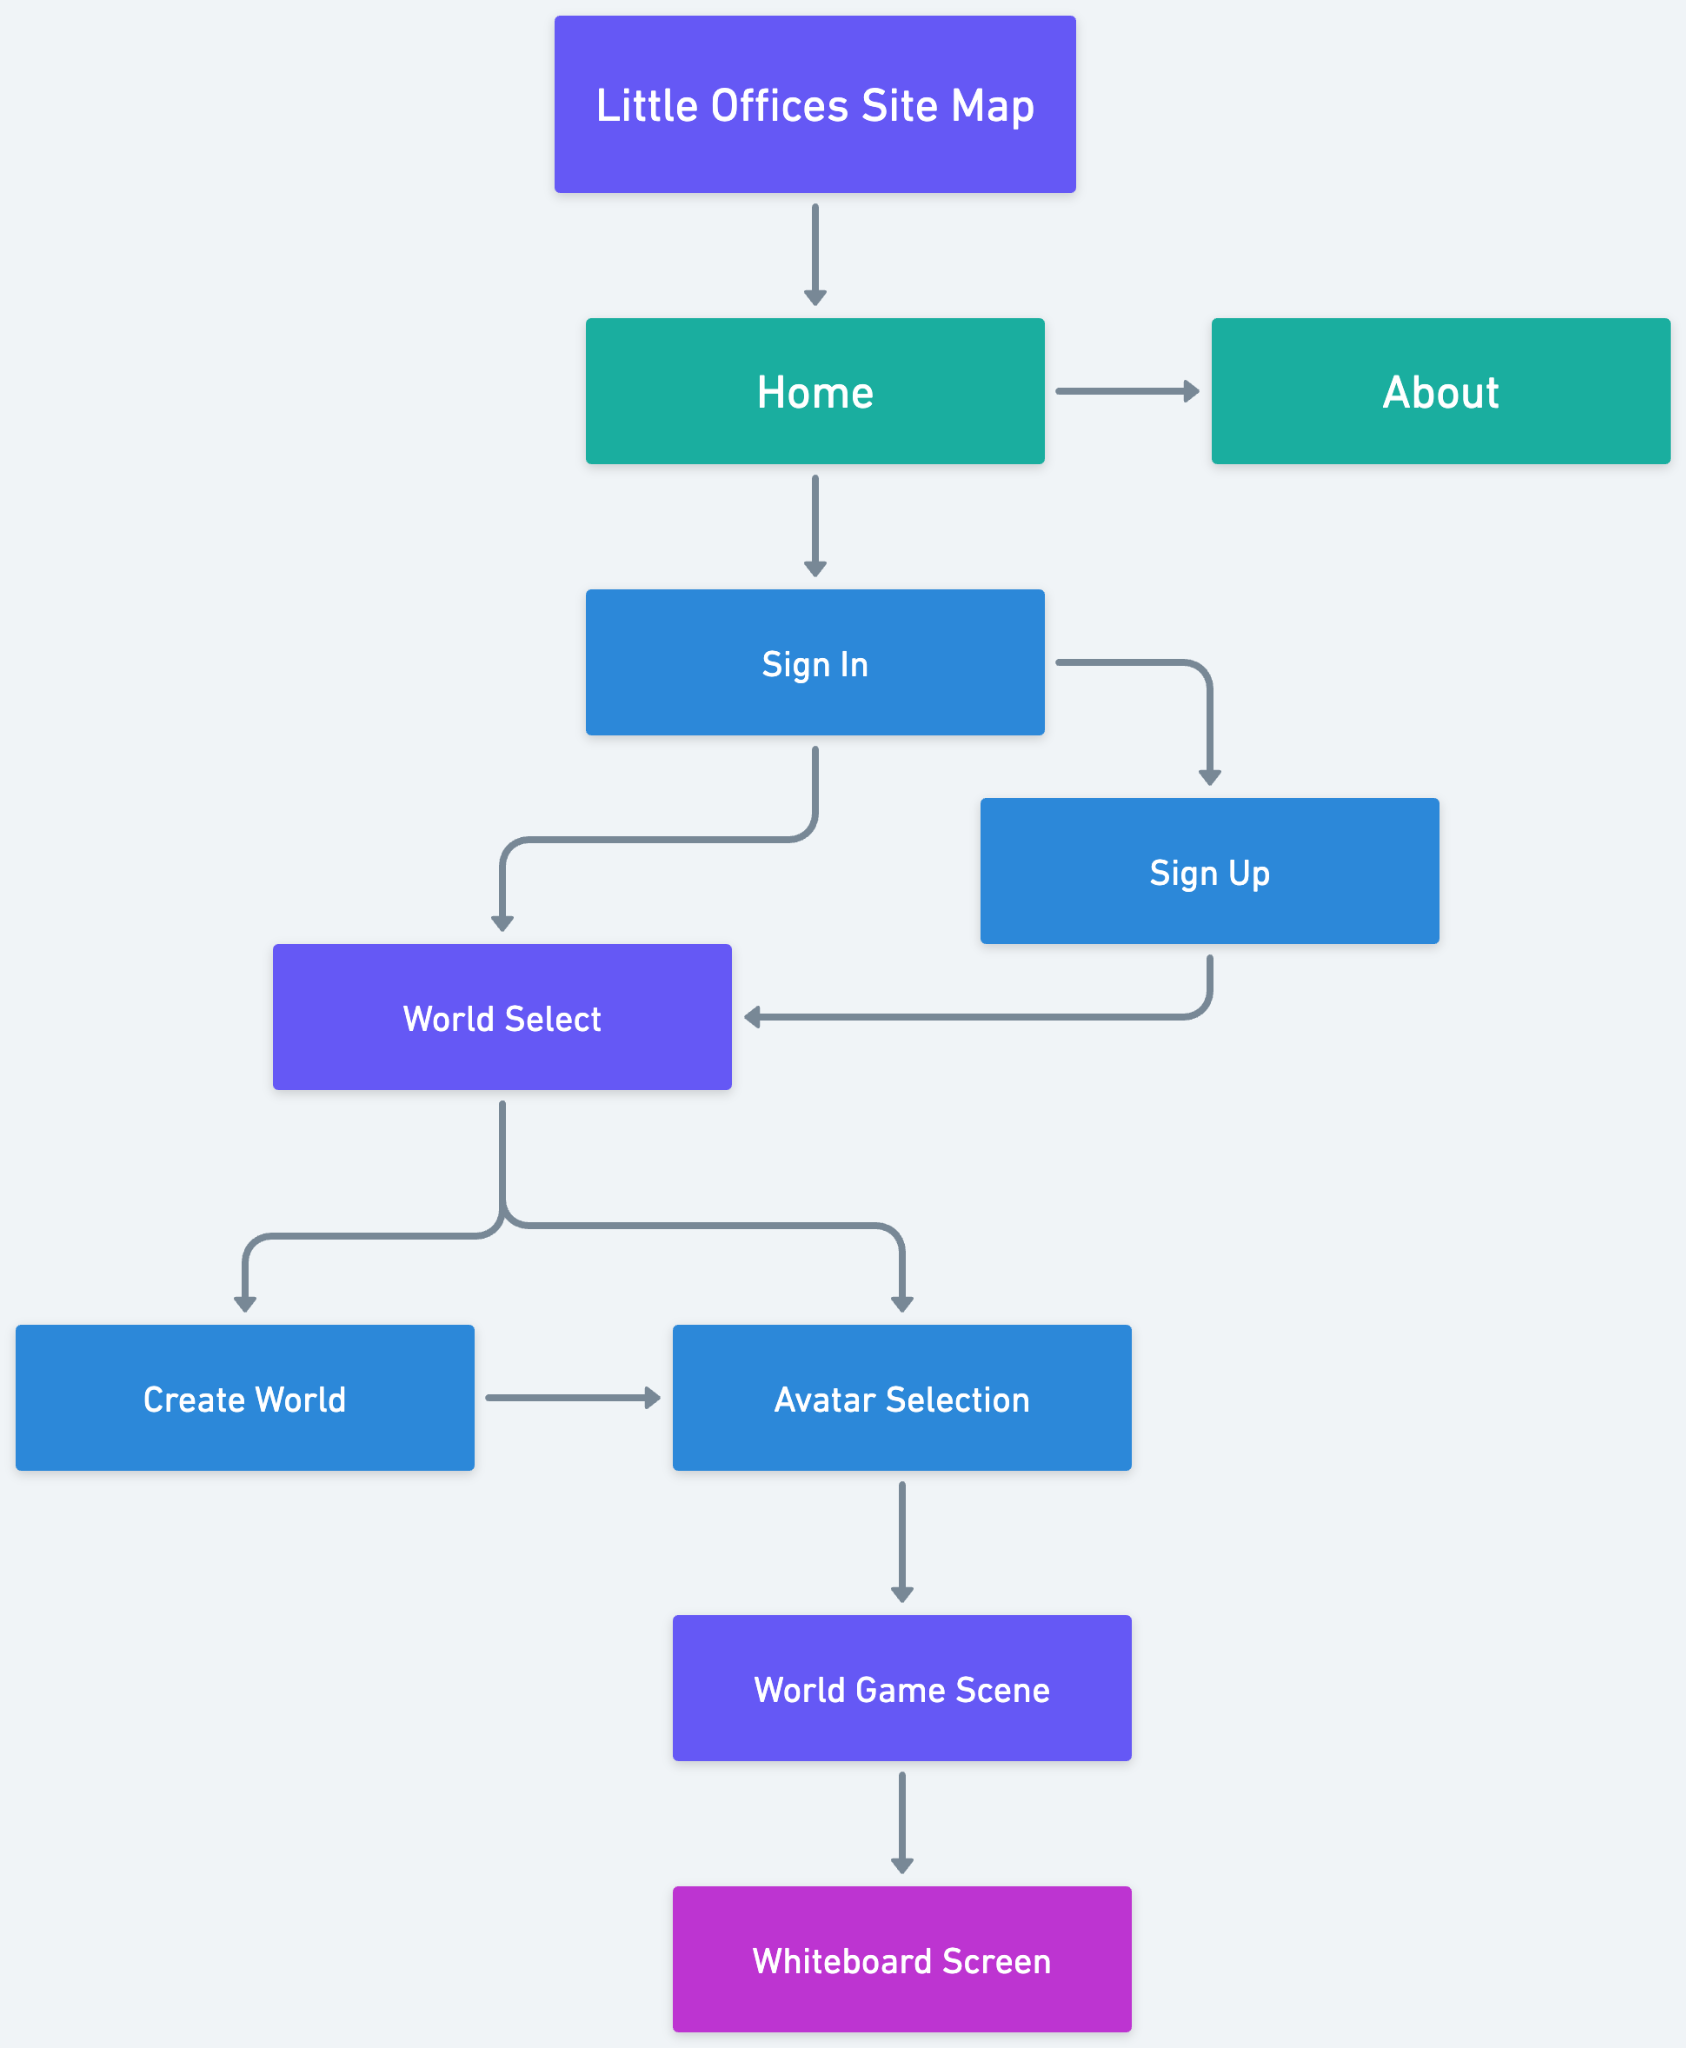 Little Offices Site Map
Home
About
Sign In
Sign Up
World Select
Create World
Avatar Selection
World Game Scene
Whiteboard Screen